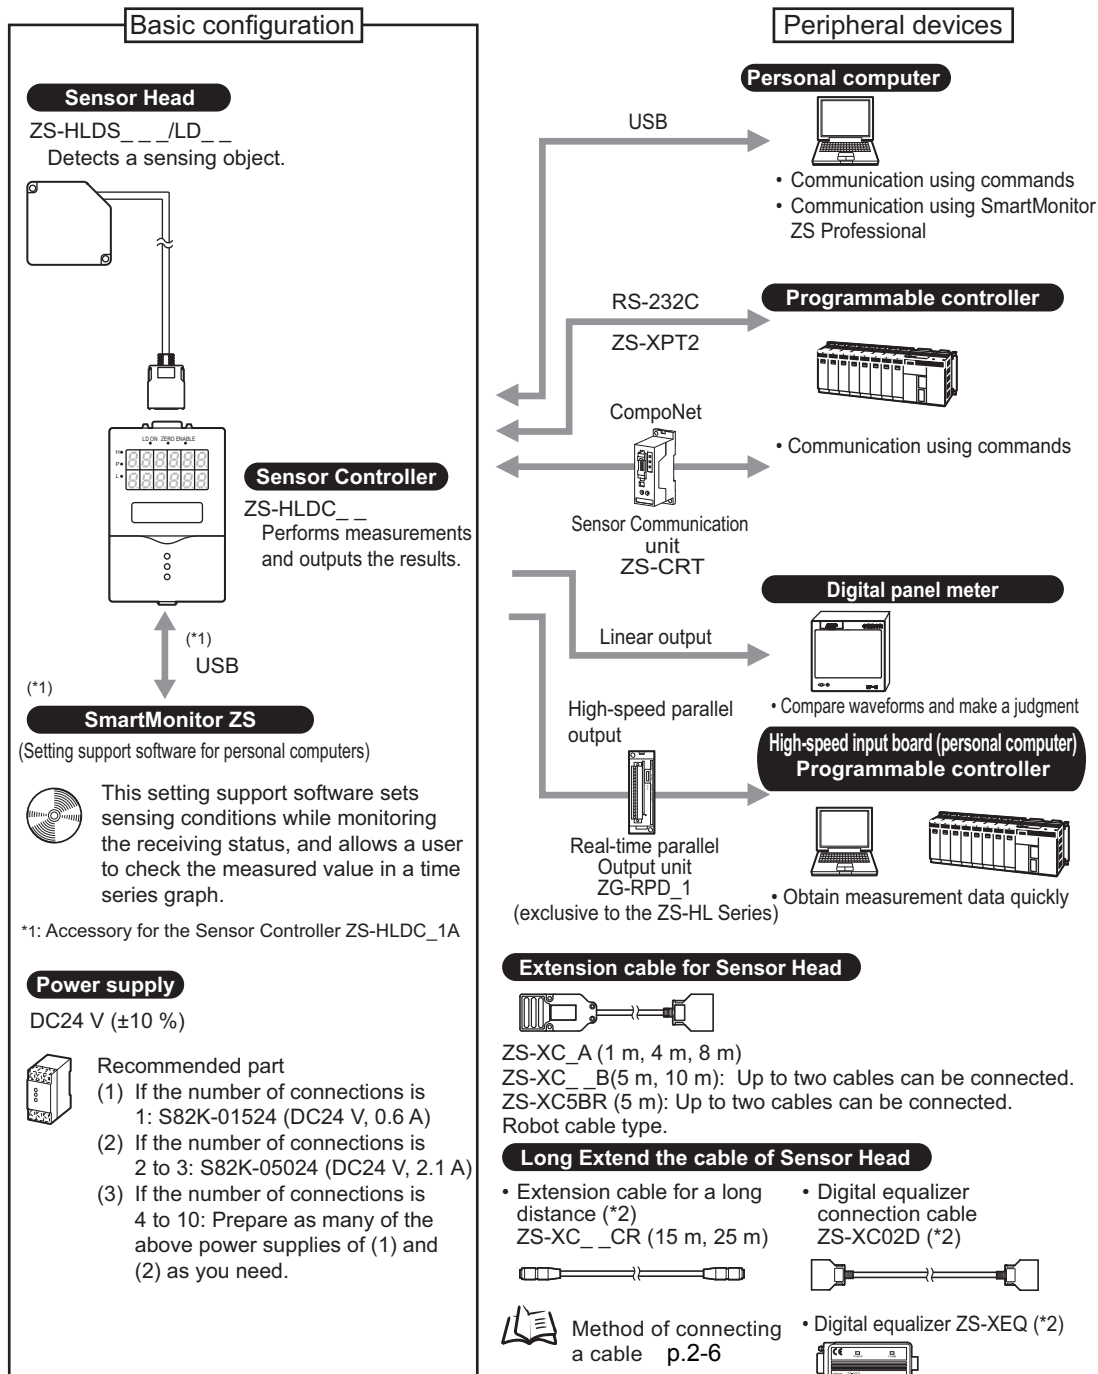 Basic configuration
Sensor Head
ZS-HLDS_ _ _/LD_ _
Detects a sensing object.
LD ON ZERO ENABLE
H
P
L
Sensor Controller
ZS-HLDC_ _
Performs measurements
and outputs the results.
(*1)
USB
(*1)
SmartMonitor ZS
(Setting support software for personal computers)
This setting support software sets
sensing conditions while monitoring
the receiving status, and allows a user
to check the measured value in a time
series graph.
*1: Accessory for the Sensor Controller ZS-HLDC_1A
Power supply
DC24 V (±10 %)
Recommended part
(1) If the number of connections is
1: S82K-01524 (DC24 V, 0.6 A)
(2) If the number of connections is
2 to 3: S82K-05024 (DC24 V, 2.1 A)
(3) If the number of connections is
4 to 10: Prepare as many of the
above power supplies of (1) and
(2) as you need.
Peripheral devices
Personal computer
USB
• Communication using commands
• Communication using SmartMonitor
ZS Professional
RS-232C
ZS-XPT2
Programmable controller
CompoNet
• Communication using commands
Sensor Communication
unit
ZS-CRT
Digital panel meter
Linear output
• Compare waveforms and make a judgment
High-speed parallel
output
High-speed input board (personal computer)
Programmable controller
Real-time parallel
Output unit
ZG-RPD_1
(exclusive to the ZS-HL Series)
• Obtain measurement data quickly
Extension cable for Sensor Head
ZS-XC_A (1 m, 4 m, 8 m)
ZS-XC_ _B(5 m, 10 m): Up to two cables can be connected.
ZS-XC5BR (5 m): Up to two cables can be connected.
Robot cable type.
Long Extend the cable of Sensor Head
• Extension cable for a long
distance (*2)
ZS-XC_ _CR (15 m, 25 m)
• Digital equalizer
connection cable
ZS-XC02D (*2)
Method of connecting
a cable p.2-6
• Digital equalizer ZS-XEQ (*2)
CE